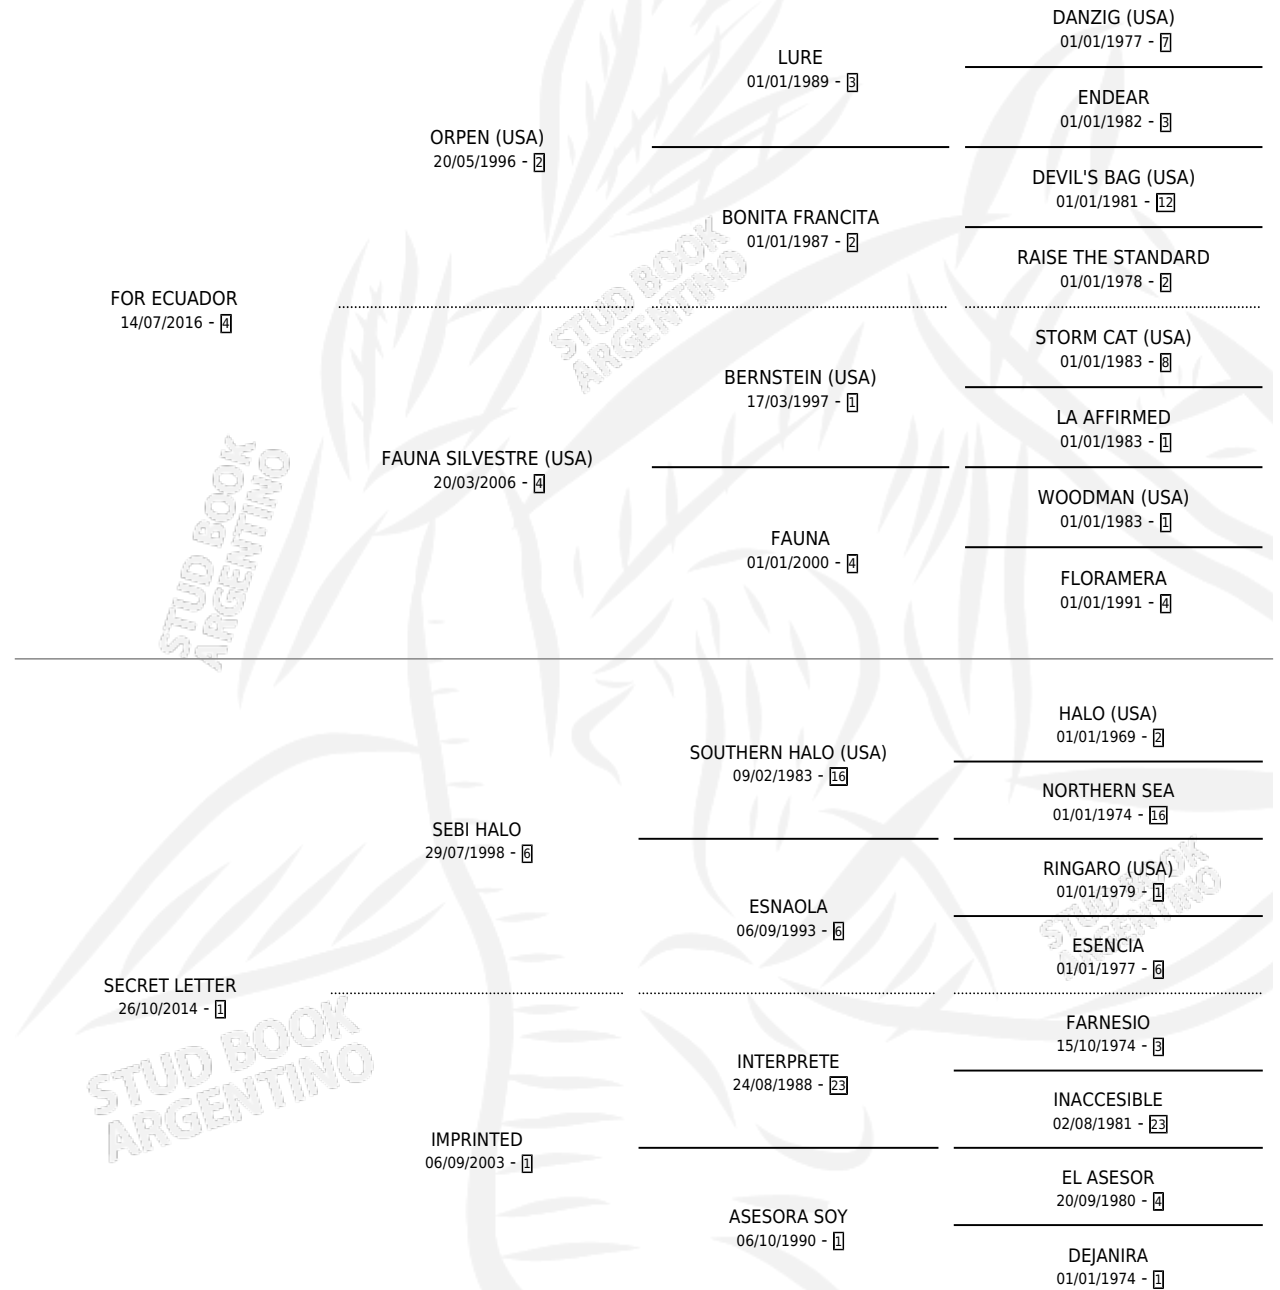 DANZIG (USA)
01/01/1977 - 7
LURE
01/01/1989 - 3
ENDEAR
01/01/1982 - 3
ORPEN (USA)
20/05/1996 - 2
DEVIL'S BAG (USA)
01/01/1981 - 12
BONITA FRANCITA
01/01/1987 - 2
RAISE THE STANDARD
01/01/1978 - 2
FOR ECUADOR
14/07/2016 - 4
STUD BOOK
ARGENTINO
STORM CAT (USA)
01/01/1983 - 8
BERNSTEIN (USA)
17/03/1997 - 1
LA AFFIRMED
01/01/1983 - 1
FAUNA SILVESTRE (USA)
20/03/2006 - 4
WOODMAN (USA)
01/01/1983 - 1
FAUNA
01/01/2000 - 4
FLORAMERA
01/01/1991 - 4
STUD BOOK
ARGENTINO
HALO (USA)
01/01/1969 - 2
SOUTHERN HALO (USA)
09/02/1983 - 16
NORTHERN SEA
01/01/1974 - 16
SEBI HALO
29/07/1998 - 6
RINGARO (USA)
01/01/1979 - 1
ESNAOLA
06/09/1993 - 6
STUD BOOK
ARGENTINO
ESENCIA
01/01/1977 - 6
SECRET LETTER
26/10/2014 - 1
STUD BOOK
ARGENTINO
FARNESIO
15/10/1974 - 3
INTERPRETE
24/08/1988 - 23
INACCESIBLE
02/08/1981 - 23
IMPRINTED
06/09/2003 - 1
EL ASESOR
20/09/1980 - 4
ASESORA SOY
06/10/1990 - 1
DEJANIRA
01/01/1974 - 1